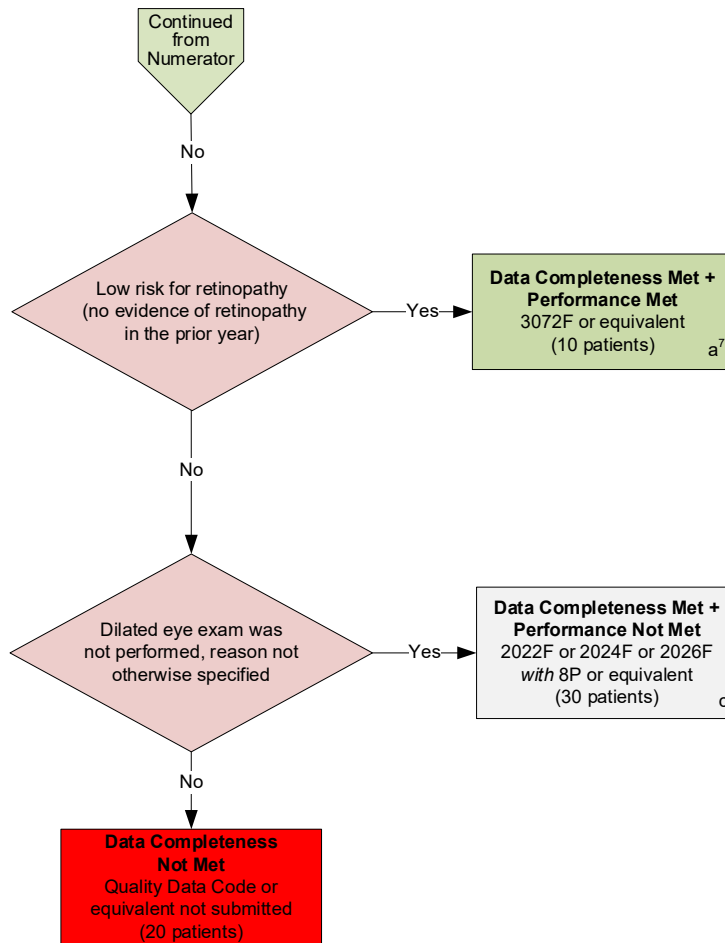 Continued
from
Numerator
No
Low risk for retinopathy
(no evidence of retinopathy
in the prior year)
Yes
Data Completeness Met +
Performance Met
3072F or equivalent
(10 patients)
a⁷
No
Dilated eye exam was
not performed, reason not
otherwise specified
Yes
Data Completeness Met +
Performance Not Met
2022F or 2024F or 2026F
with 8P or equivalent
(30 patients)
No
Data Completeness
Not Met
Quality Data Code or
equivalent not submitted
(20 patients)